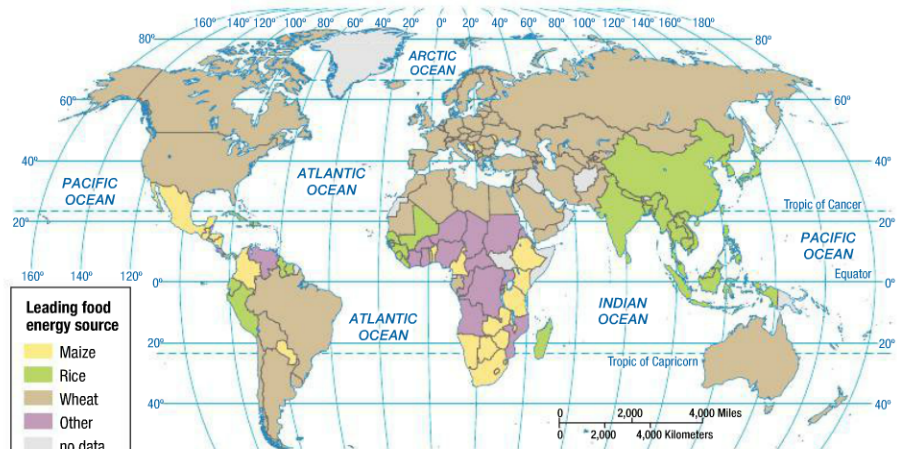 160° 140° 120° 100° 80° 60° 40° 20° 0° 20° 40° 60° 80° 100° 120° 140° 160° 180°
80° 80°
ARCTIC
OCEAN
60° 60°
40° 40°
ATLANTIC
OCEAN
PACIFIC
OCEAN
Tropic of Cancer
20° 20°
PACIFIC
OCEAN
160° 140° 120° 0° Equator 0°
Leading food
energy source
Maize
Rice
Wheat
Other
no data
INDIAN
OCEAN
ATLANTIC
OCEAN
20° 20°
Tropic of Capricorn
40° 40°
0 2,000 4,000 Miles
0 2,000 4,000 Kilometers